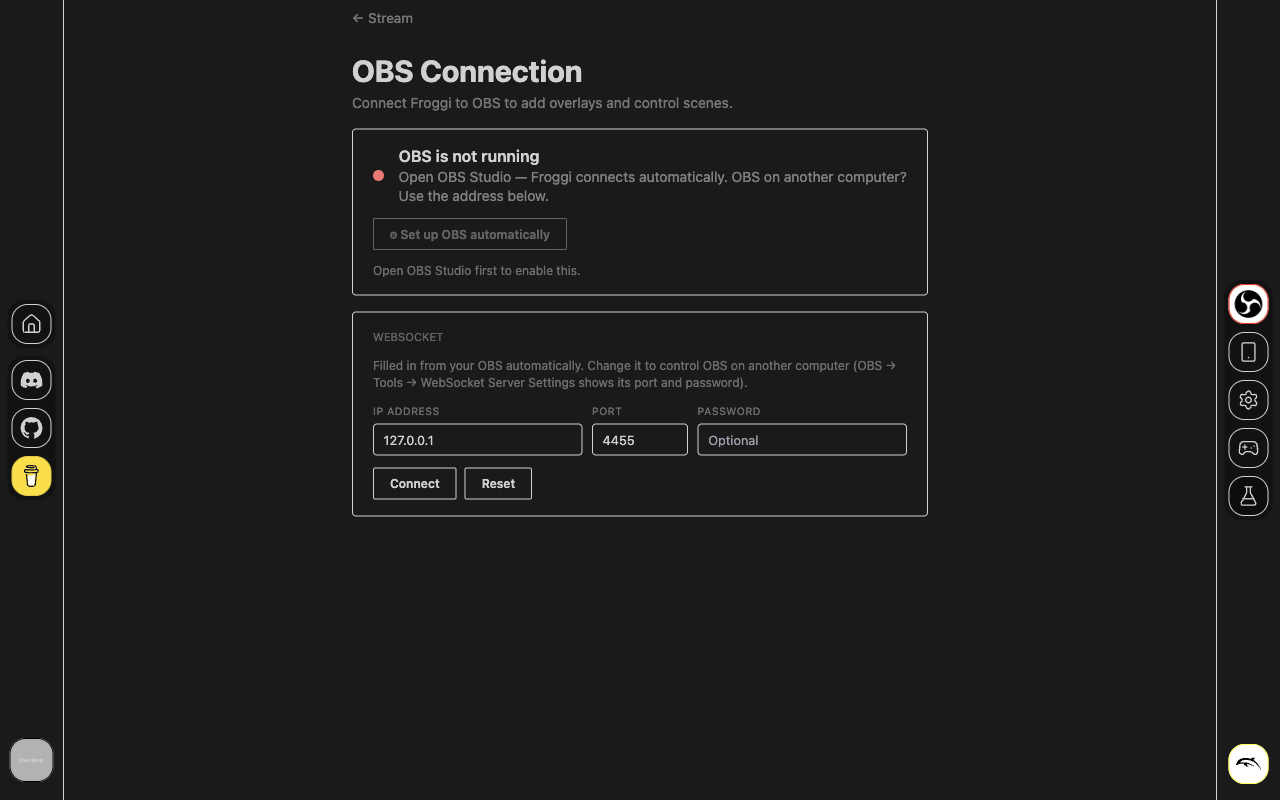 ← Stream
OBS Connection
Connect Froggi to OBS to add overlays and control scenes.
OBS is not running
Open OBS Studio — Froggi connects automatically. OBS on another computer?
Use the address below.
Set up OBS automatically
Open OBS Studio first to enable this.
WEBSOCKET
Filled in from your OBS automatically. Change it to control OBS on another computer (OBS →
Tools → WebSocket Server Settings shows its port and password).
IP ADDRESS PORT PASSWORD
127.0.0.1 4455 Optional
Connect Reset
Checking